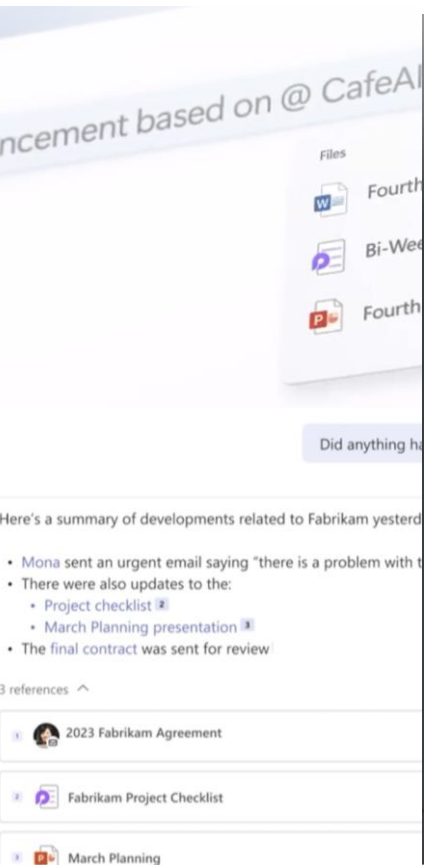 ncement based on @ CafeAI
Files
Fourth
Bi-Wee
Fourth
Did anything ha
Here's a summary of developments related to Fabrikam yesterd
• Mona sent an urgent email saying "there is a problem with t
• There were also updates to the:
• Project checklist 2
• March Planning presentation 3
• The final contract was sent for review
3 references
1 2023 Fabrikam Agreement
2 Fabrikam Project Checklist
3 March Planning